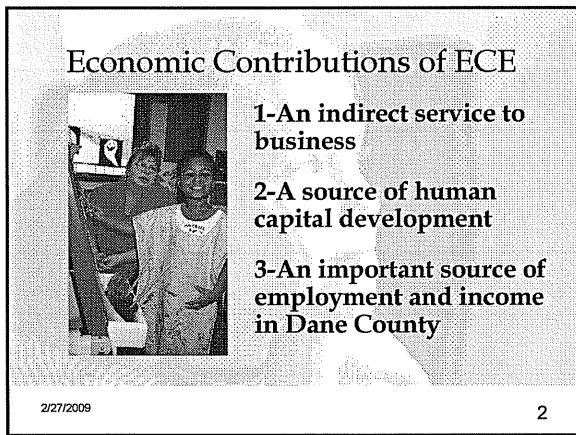 Economic Contributions of ECE
1-An indirect service to
business
2-A source of human
capital development
3-An important source of
employment and income
in Dane County
2/27/2009
2